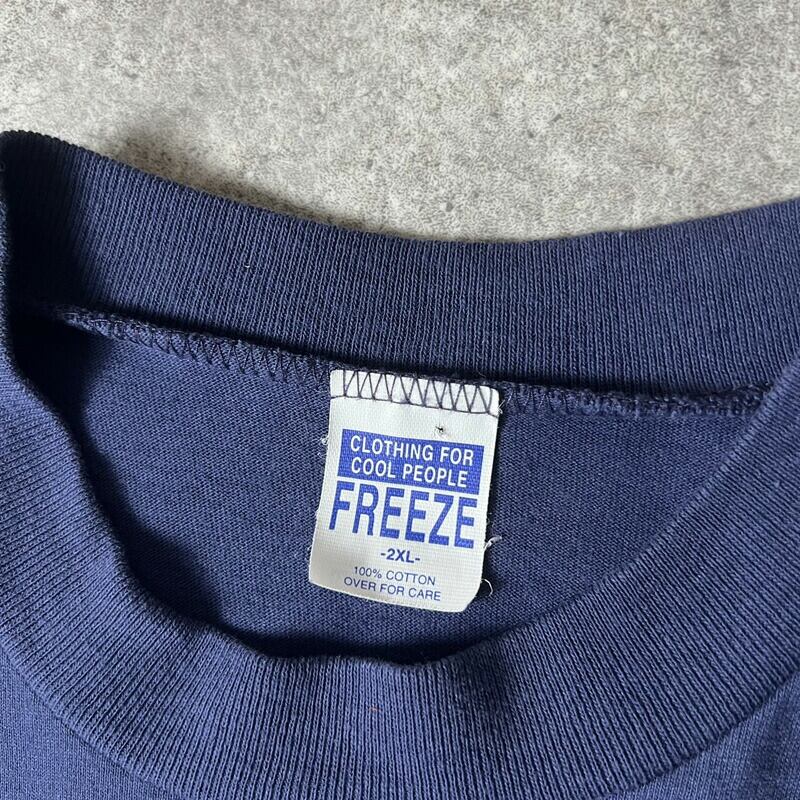 CLOTHING FOR
COOL PEOPLE
FREEZE
-2XL-
100% COTTON
OVER FOR CARE